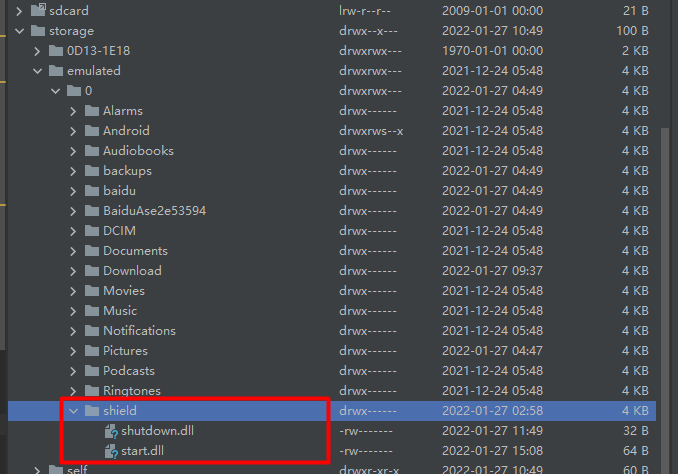 sdcard lrw-r--r-- 2009-01-01 00:00 21 B
storage drwx--x--- 2022-01-27 10:49 100 B
0D13-1E18 drwxrwx--- 1970-01-01 00:00 2 KB
emulated drwxrwx--- 2021-12-24 05:48 4 KB
0 drwxrwx--- 2022-01-27 04:49 4 KB
Alarms drwx------ 2021-12-24 05:48 4 KB
Android drwxrws--x 2021-12-24 05:48 4 KB
Audiobooks drwx------ 2021-12-24 05:48 4 KB
backups drwx------ 2022-01-27 04:49 4 KB
baidu drwx------ 2022-01-27 04:49 4 KB
BaiduAse2e53594 drwx------ 2022-01-27 04:49 4 KB
DCIM drwx------ 2021-12-24 05:48 4 KB
Documents drwx------ 2021-12-24 05:48 4 KB
Download drwx------ 2022-01-27 09:37 4 KB
Movies drwx------ 2021-12-24 05:48 4 KB
Music drwx------ 2021-12-24 05:48 4 KB
Notifications drwx------ 2021-12-24 05:48 4 KB
Pictures drwx------ 2022-01-27 04:47 4 KB
Podcasts drwx------ 2021-12-24 05:48 4 KB
Ringtones drwx------ 2021-12-24 05:48 4 KB
shield drwx------ 2022-01-27 02:58 4 KB
shutdown.dll -rw------- 2022-01-27 11:49 32 B
start.dll -rw------- 2022-01-27 15:08 64 B
self drwxr-xr-x 2022-01-27 10:49 60 B